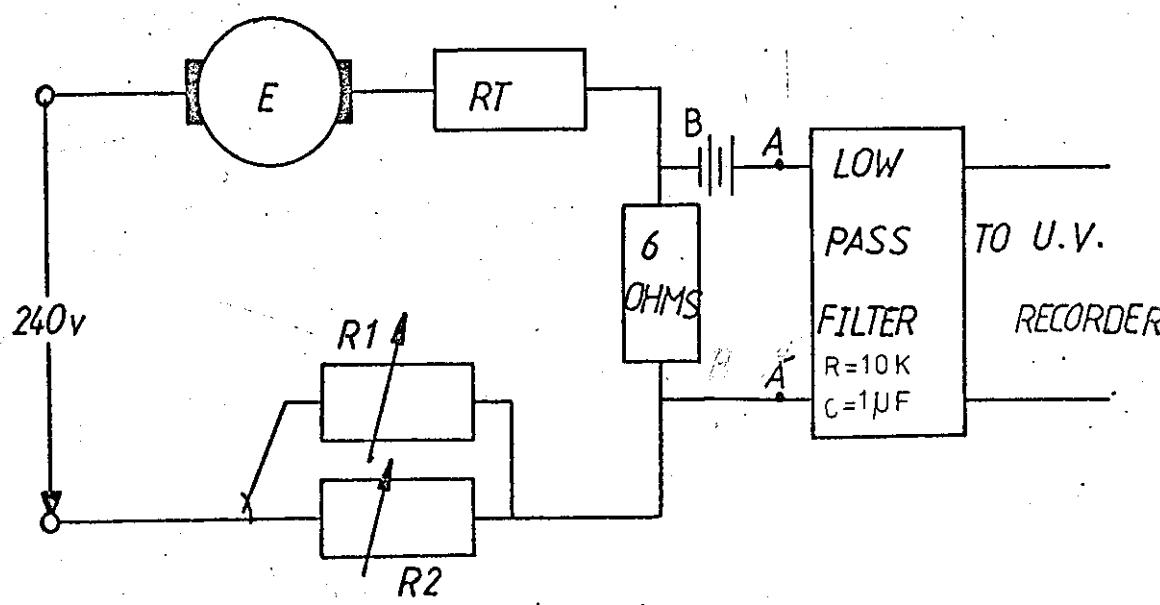 E
RT
B
A
LOW
PASS
FILTER
R=10K
C=1µF
TO U.V.
RECORDER
6
OHMS
A
240v
R1
R2